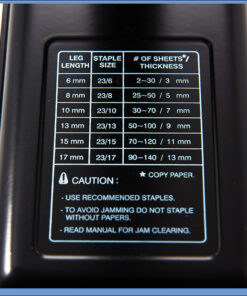 LEG LENGTH STAPLE SIZE # OF SHEETS*/ THICKNESS
6 mm 23/6 2~30 / 3 mm
8 mm 23/8 25~50 / 5 mm
10 mm 23/10 30~70 / 7 mm
13 mm 23/13 50~100 / 9 mm
15 mm 23/15 70~120 / 11 mm
17 mm 23/17 90~140 / 13 mm
★ COPY PAPER
CAUTION :
- USE RECOMMENDED STAPLES.
- TO AVOID JAMMING DO NOT STAPLE
WITHOUT PAPERS.
- READ MANUAL FOR JAM CLEARING.